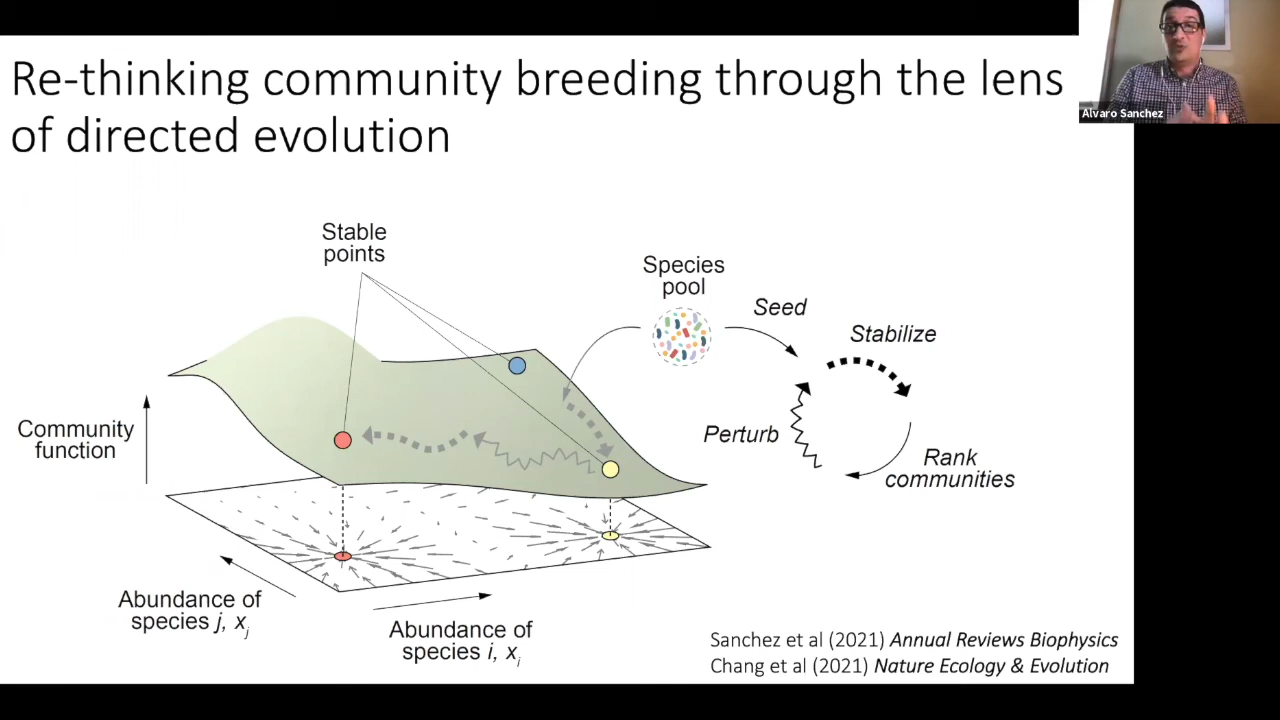 Re-thinking community breeding through the lens
of directed evolution
Alvaro Sanchez
Stable
points
Species
pool
Seed
Stabilize
Perturb
Rank
communities
Community
function
Abundance of
species j, xj
Abundance of
species i, xi
Sanchez et al (2021) Annual Reviews Biophysics
Chang et al (2021) Nature Ecology & Evolution